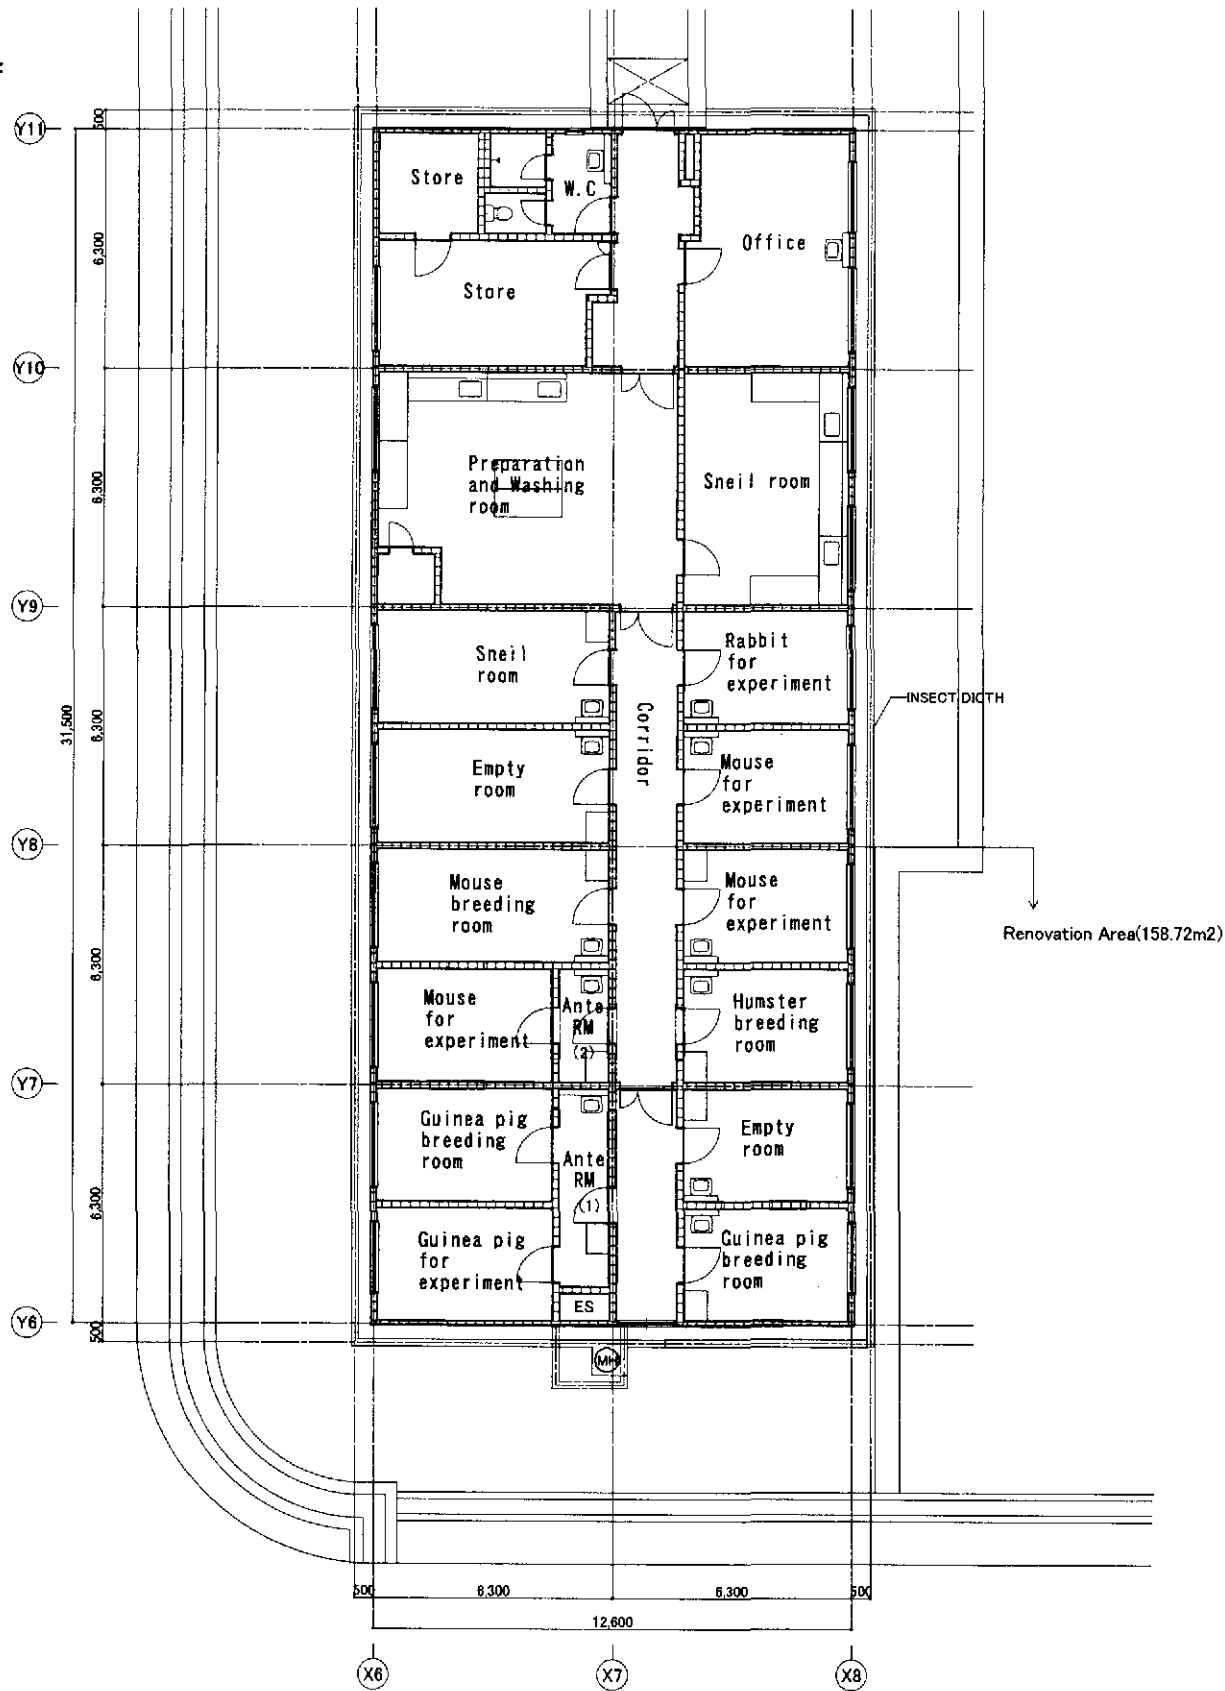 500
Y11
Store
W.C
Office
6,300
Store
Y10
Preparation
and Washing
room
Sneil room
6,300
Y9
Sneil
room
Rabbit
for
experiment
INSECT DICTH
Corridor
31,500
6,300
Empty
room
Mouse
for
experiment
Y8
Mouse
breeding
room
Mouse
for
experiment
Renovation Area(158.72m2)
6,300
Mouse
for
experiment
Ante
RM
(2)
Humster
breeding
room
Y7
Guinea pig
breeding
room
Ante
RM
(1)
Empty
room
6,300
Guinea pig
for
experiment
Guinea pig
breeding
room
ES
Y6
500
MH
500
6,300
6,300
500
12,600
X6
X7
X8